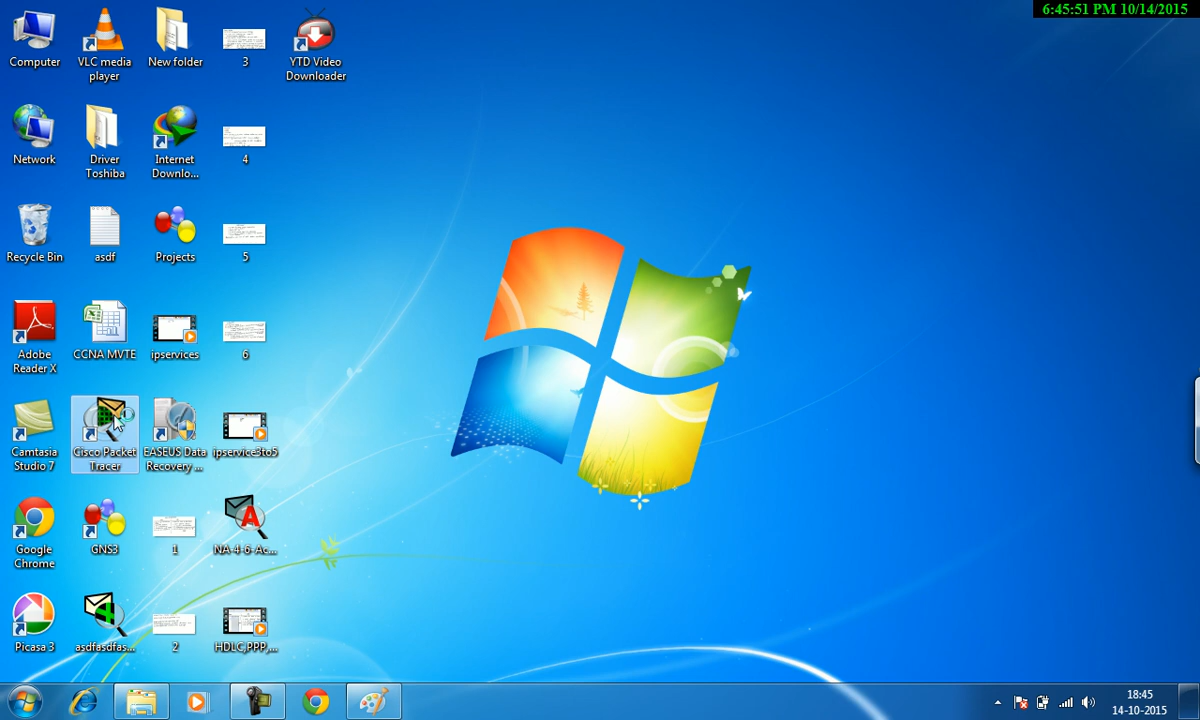 6:45:51 PM 10/14/2015
Computer
VLC media
player
New folder
3
YTD Video
Downloader
Network
Driver
Toshiba
Internet
Downlo...
4
Recycle Bin
asdf
Projects
5
Adobe
Reader X
CCNA MVTE
ipservices
6
Camtasia
Studio 7
Cisco Packet
Tracer
EASEUS Data
Recovery ...
ipservice3to5
Google
Chrome
GNS3
1
NA-4-6-Ac...
Picasa 3
asdfasdfas...
2
HDLC,PPP,...
18:45
14-10-2015